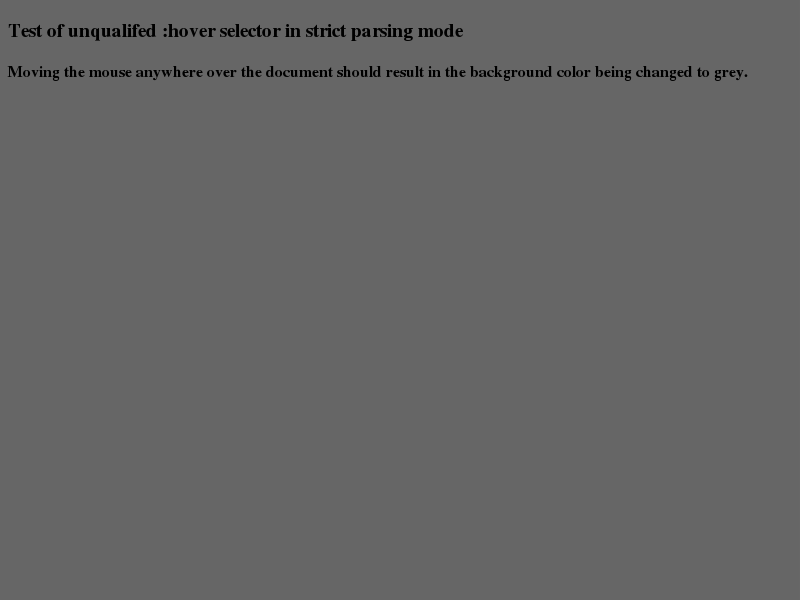 Test of unqualifed :hover selector in strict parsing mode
Moving the mouse anywhere over the document should result in the background color being changed to grey.